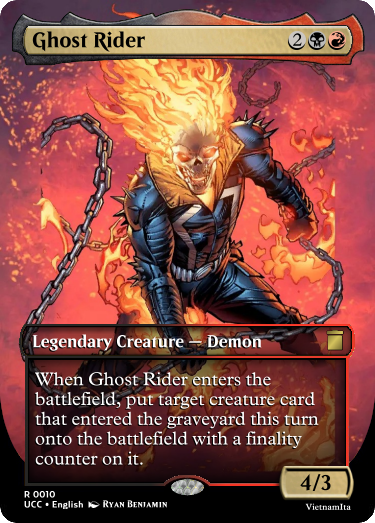 Ghost Rider 2
Legendary Creature — Demon
When Ghost Rider enters the
battlefield, put target creature card
that entered the graveyard this turn
onto the battlefield with a finality
counter on it.
4/3
R 0010
UCC • English Ryan Benjamin
VietnamIta